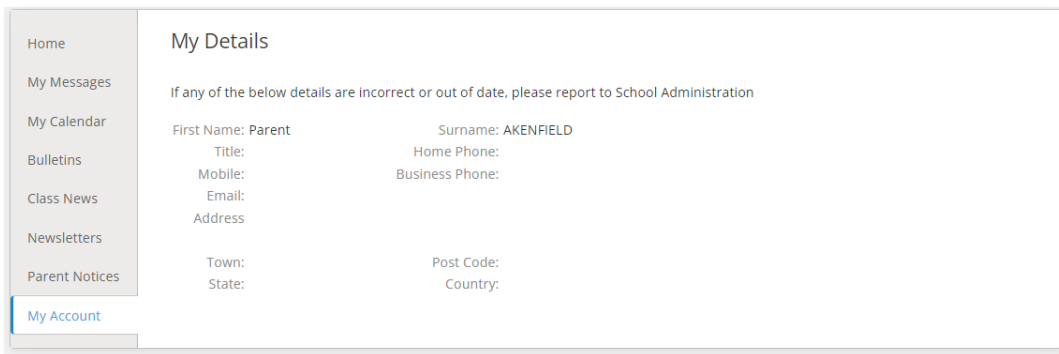 Home
My Messages
My Calendar
Bulletins
Class News
Newsletters
Parent Notices
My Account
My Details
If any of the below details are incorrect or out of date, please report to School Administration
First Name: Parent Surname: AKENFIELD
Title: Home Phone:
Mobile: Business Phone:
Email:
Address
Town: Post Code:
State: Country: